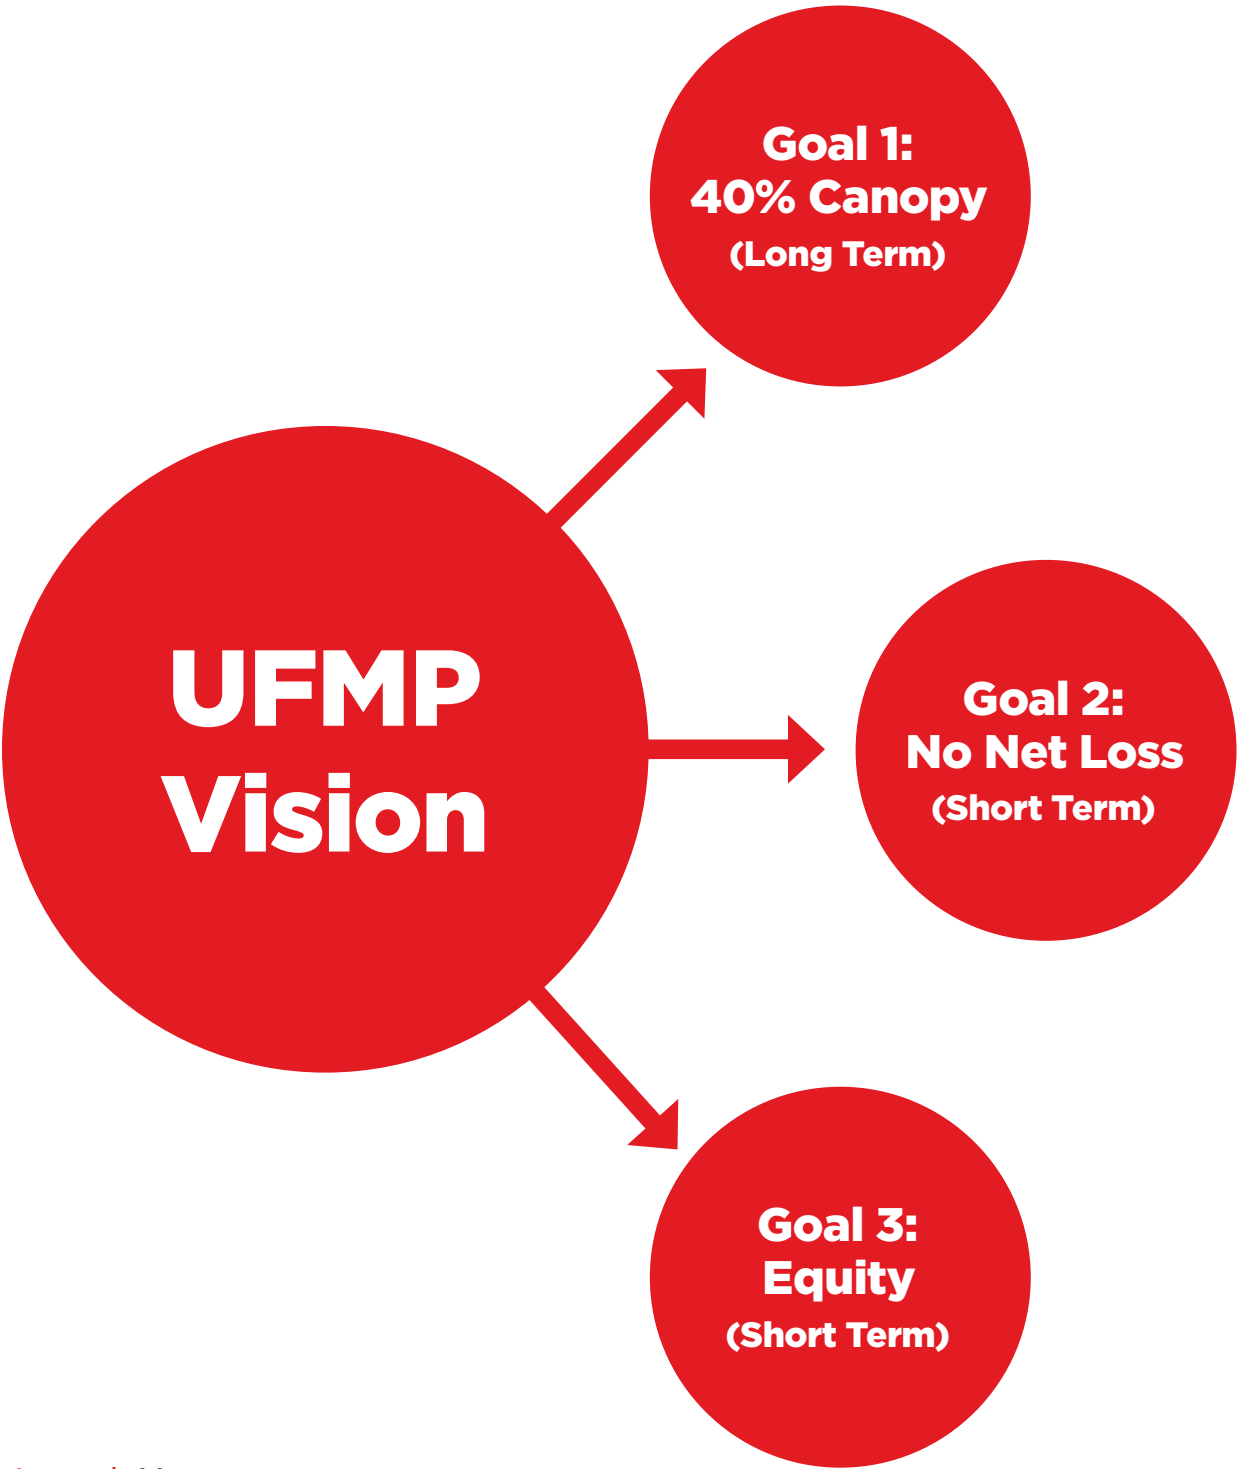 Goal 1:
40% Canopy
(Long Term)
UFMP
Vision
Goal 2:
No Net Loss
(Short Term)
Goal 3:
Equity
(Short Term)